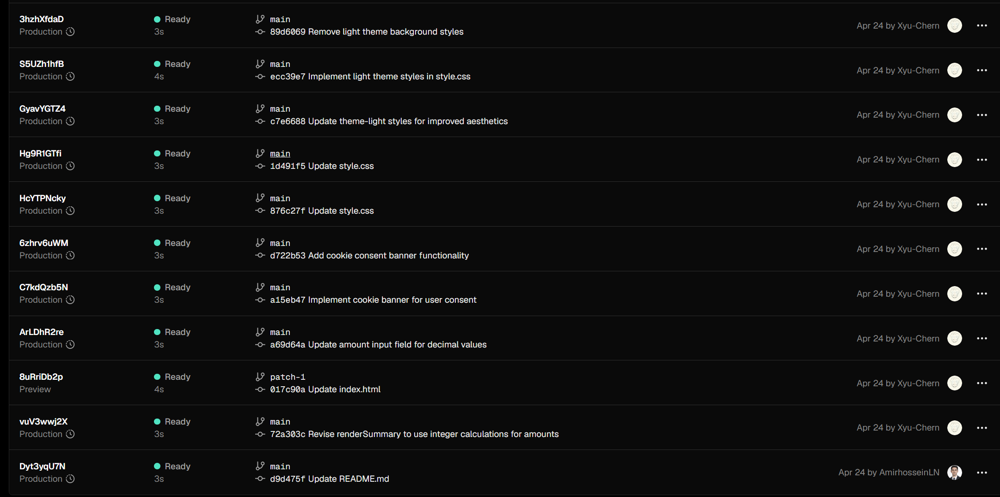 3hzhXfdaD
Production
Ready
3s
main
89d6069 Remove light theme background styles
Apr 24 by Xyu-Chern
S5UZh1hfB
Production
Ready
4s
main
ecc39e7 Implement light theme styles in style.css
Apr 24 by Xyu-Chern
GyavYGTZ4
Production
Ready
3s
main
c7e6688 Update theme-light styles for improved aesthetics
Apr 24 by Xyu-Chern
Hg9R1GTfi
Production
Ready
3s
main
1d491f5 Update style.css
Apr 24 by Xyu-Chern
HcYTPNcky
Production
Ready
3s
main
876c27f Update style.css
Apr 24 by Xyu-Chern
6zhrv6uWM
Production
Ready
3s
main
d722b53 Add cookie consent banner functionality
Apr 24 by Xyu-Chern
C7kdQzb5N
Production
Ready
3s
main
a15eb47 Implement cookie banner for user consent
Apr 24 by Xyu-Chern
ArLDhR2re
Production
Ready
3s
main
a69d64a Update amount input field for decimal values
Apr 24 by Xyu-Chern
8uRriDb2p
Preview
Ready
4s
patch-1
017c90a Update index.html
Apr 24 by Xyu-Chern
vuV3wwj2X
Production
Ready
3s
main
72a303c Revise renderSummary to use integer calculations for amounts
Apr 24 by Xyu-Chern
Dyt3yqU7N
Production
Ready
3s
main
d9d475f Update README.md
Apr 24 by AmirhosseinLN